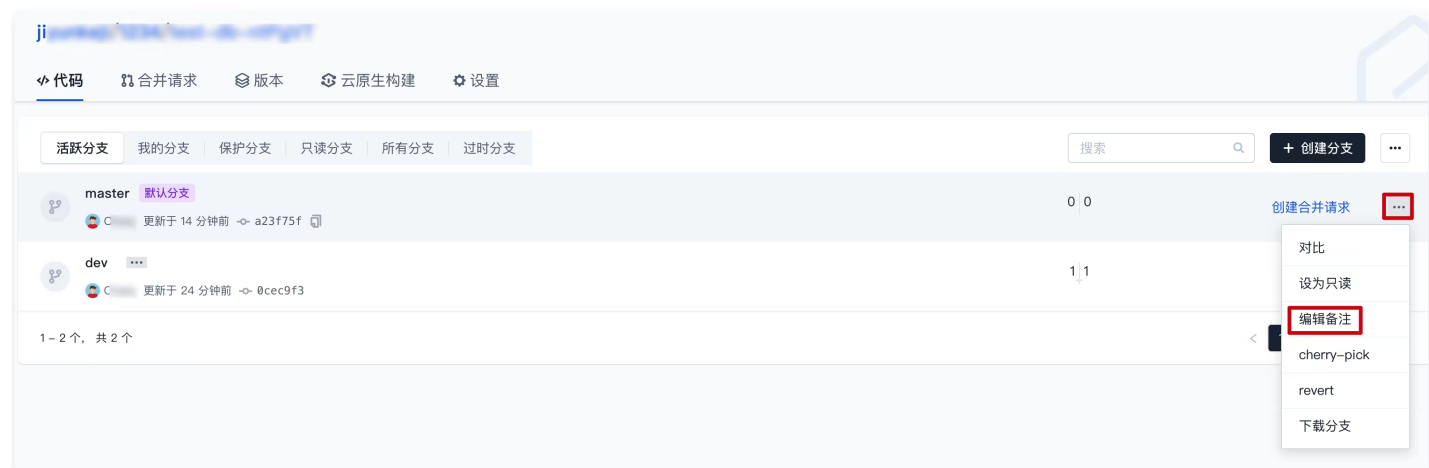 ji
代码 合并请求 版本 云原生构建 设置
活跃分支 我的分支 保护分支 只读分支 所有分支 过时分支 搜索 + 创建分支 ···
master 默认分支
更新于 14 分钟前 a23f75f
0 0 创建合并请求 ···
dev ···
更新于 24 分钟前 0cec9f3
1 1
对比
设为只读
编辑备注
cherry-pick
revert
下载分支
1 – 2 个, 共 2 个